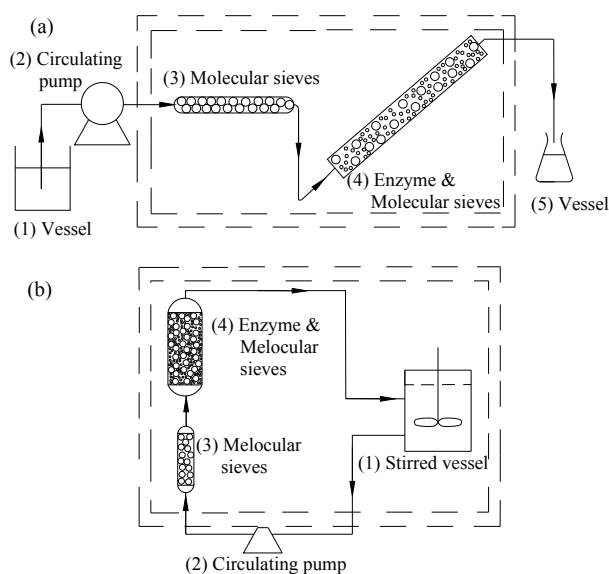 (a)
(2) Circulating
pump
(3) Molecular sieves
(4) Enzyme &
Molecular sieves
(1) Vessel
(5) Vessel
(b)
(4) Enzyme &
Melocular
sieves
(3) Melocular
sieves
(1) Stirred vessel
(2) Circulating pump